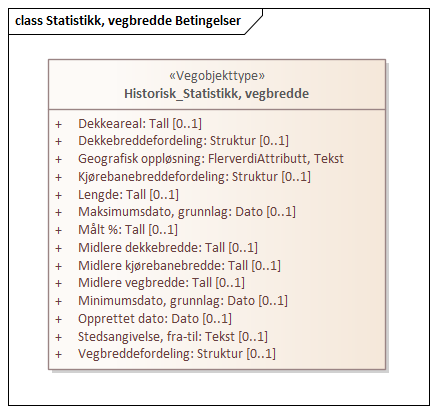 class Statistikk, vegbredde Betingelser
«Vegobjekttype»
Historisk_Statistikk, vegbredde
+ Dekkeareal: Tall [0..1]
+ Dekkebreddefordeling: Struktur [0..1]
+ Geografisk oppløsning: FlerverdiAttributt, Tekst
+ Kjørebanebreddefordeling: Struktur [0..1]
+ Lengde: Tall [0..1]
+ Maksimumsdato, grunnlag: Dato [0..1]
+ Målt %: Tall [0..1]
+ Midlere dekkebredde: Tall [0..1]
+ Midlere kjørebanebredde: Tall [0..1]
+ Midlere vegbredde: Tall [0..1]
+ Minimumsdato, grunnlag: Dato [0..1]
+ Opprettet dato: Dato [0..1]
+ Stedsangivelse, fra-til: Tekst [0..1]
+ Vegbreddefordeling: Struktur [0..1]